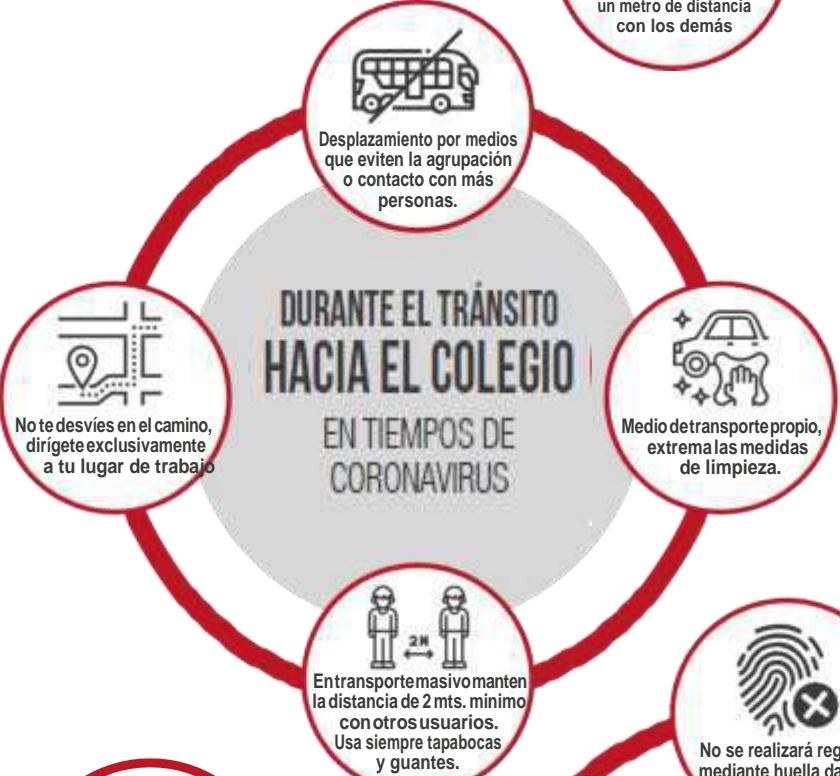 un metro de distancia
con los demás
Desplazamiento por medios
que eviten la agrupación
o contacto con más
personas.
DURANTE EL TRÁNSITO
HACIA EL COLEGIO
EN TIEMPOS DE
CORONAVIRUS
No te desvíes en el camino,
dirígete exclusivamente
a tu lugar de trabajo
Medio de transporte propio,
extrema las medidas
de limpieza.
2M
En transporte masivo manten
la distancia de 2 mts. minimo
con otros usuarios.
Usa siempre tapabocas
y guantes.
No se realizará
mediante huella